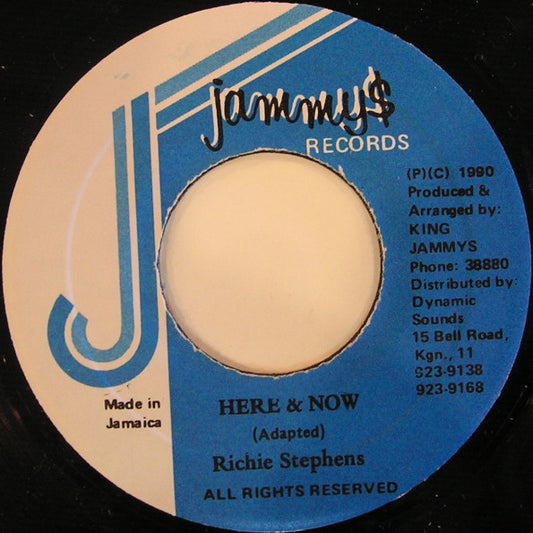 jammy$
RECORDS
(P)(C) 1990
Produced &
Arranged by:
KING
JAMMYS
Phone: 38880
Distributed by:
Dynamic
Sounds
15 Bell Road,
Kgn., 11
923-9138
923-9168
Made in
Jamaica
HERE & NOW
(Adapted)
Richie Stephens
ALL RIGHTS RESERVED